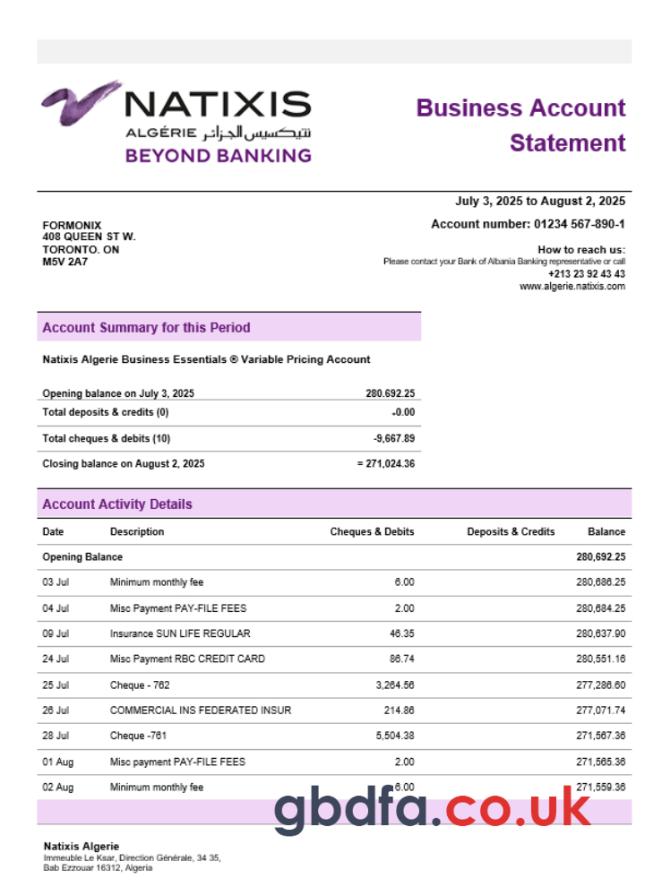 NATIXIS
ALGÉRIE نتيكسيس الجزائر
BEYOND BANKING
Business Account
Statement
July 3, 2025 to August 2, 2025
Account number: 01234 567-890-1
FORMONIX
408 QUEEN ST W.
TORONTO. ON
M5V 2A7
How to reach us:
Please contact your Bank of Albania Banking representative or call
+213 23 92 43 43
www.algerie.natixis.com
Account Summary for this Period
Natixis Algerie Business Essentials ® Variable Pricing Account
Opening balance on July 3, 2025 280.692.25
Total deposits & credits (0) -0.00
Total cheques & debits (10) -9,667.89
Closing balance on August 2, 2025 = 271,024.36
Account Activity Details
Date Description Cheques & Debits Deposits & Credits Balance
Opening Balance 280,692.25
03 Jul Minimum monthly fee 6.00 280,686.25
04 Jul Misc Payment PAY-FILE FEES 2.00 280,684.25
09 Jul Insurance SUN LIFE REGULAR 46.35 280,637.90
24 Jul Misc Payment RBC CREDIT CARD 86.74 280,551.16
25 Jul Cheque - 762 3,264.56 277,286.60
26 Jul COMMERCIAL INS FEDERATED INSUR 214.86 277,071.74
28 Jul Cheque -761 5,504.38 271,567.36
01 Aug Misc payment PAY-FILE FEES 2.00 271,565.36
02 Aug Minimum monthly fee 6.00 271,559.36
gbdfa.co.uk
Natixis Algerie
Immeuble Le Ksar, Direction Générale, 34 35,
Bab Ezzouar 16312, Algeria